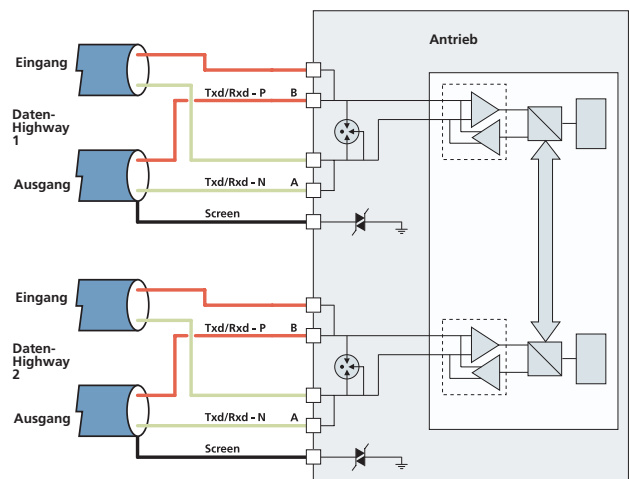 Antrieb
Eingang
Txd/Rxd - P B
Daten-
Highway
1
Ausgang
Txd/Rxd - N A
Screen
Eingang
Txd/Rxd - P B
Daten-
Highway
2
Ausgang
Txd/Rxd - N A
Screen